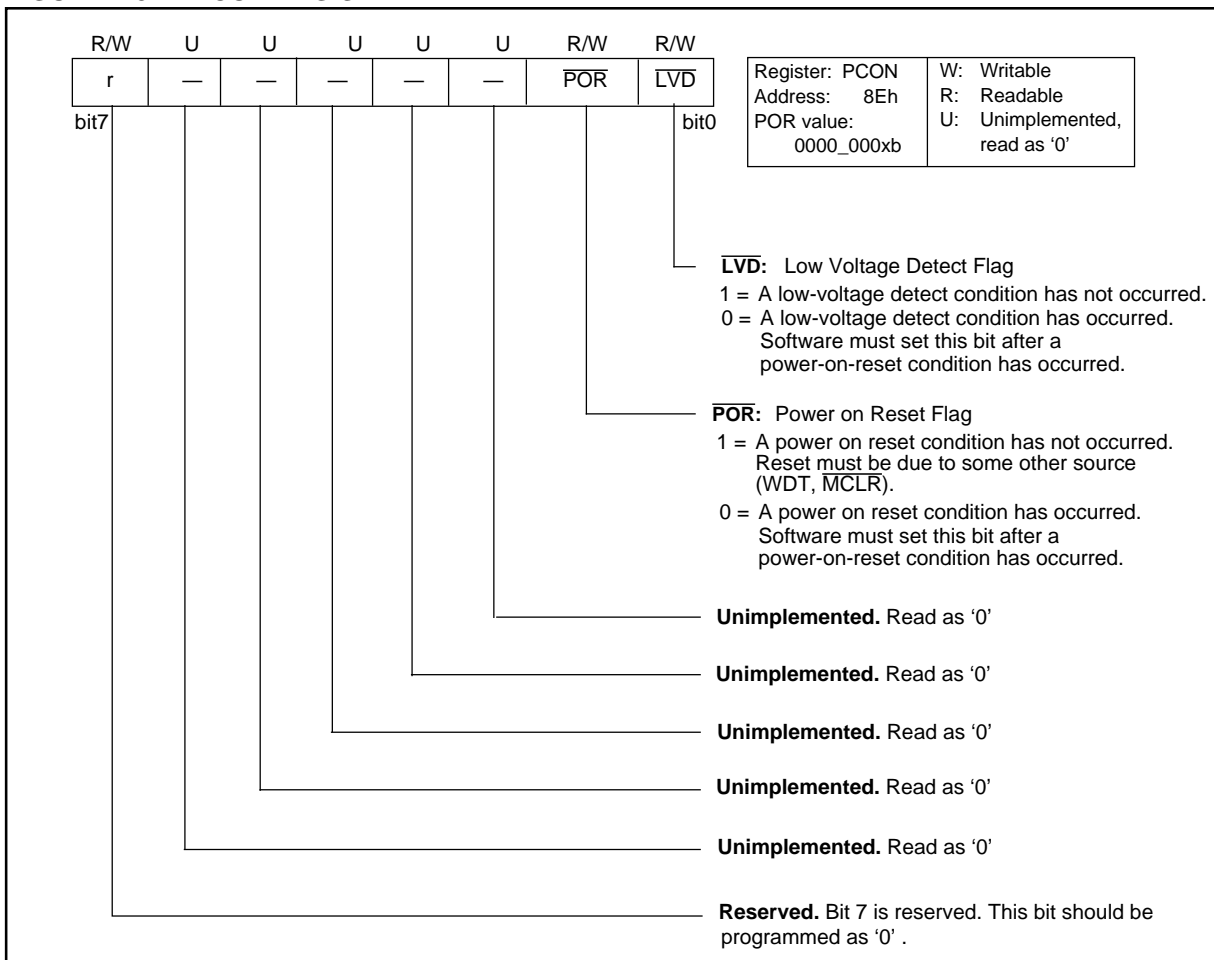 R/W U U U U U R/W R/W
r — — — — — POR LVD
bit7 bit0
Register: PCON
Address: 8Eh
POR value:
0000_000xb
W: Writable
R: Readable
U: Unimplemented,
read as ‘0’
LVD: Low Voltage Detect Flag
1 = A low-voltage detect condition has not occurred.
0 = A low-voltage detect condition has occurred.
Software must set this bit after a
power-on-reset condition has occurred.
POR: Power on Reset Flag
1 = A power on reset condition has not occurred.
Reset must be due to some other source
(WDT, MCLR).
0 = A power on reset condition has occurred.
Software must set this bit after a
power-on-reset condition has occurred.
Unimplemented. Read as ‘0’
Unimplemented. Read as ‘0’
Unimplemented. Read as ‘0’
Unimplemented. Read as ‘0’
Unimplemented. Read as ‘0’
Reserved. Bit 7 is reserved. This bit should be
programmed as ‘0’ .